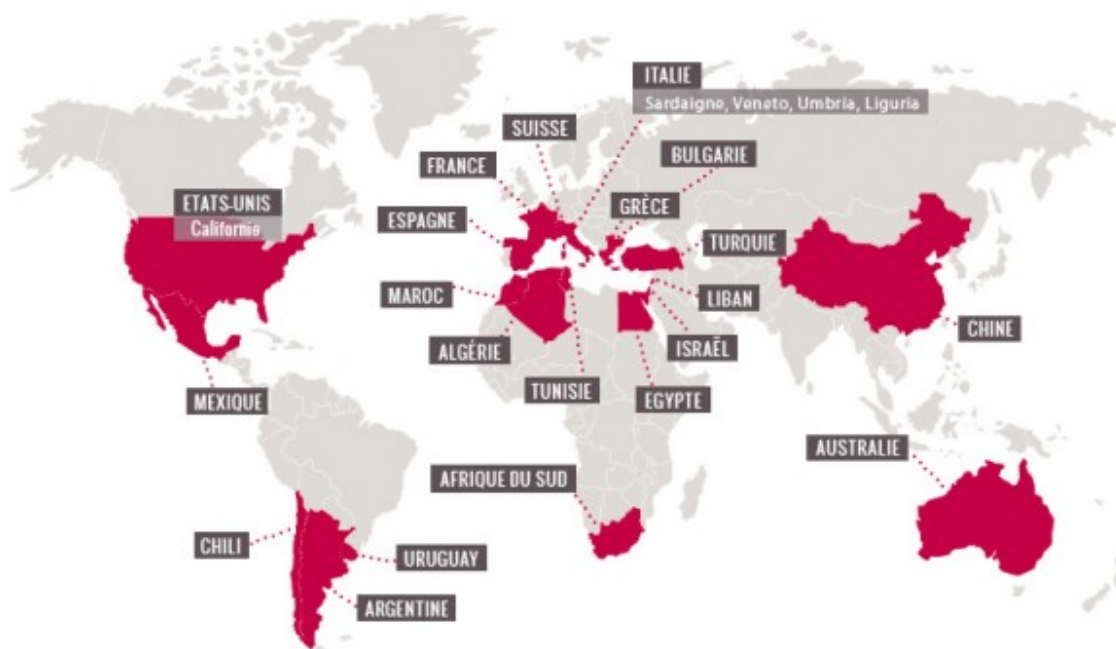 ITALIE
Sardaigne, Veneto, Umbria, Liguria
SUISSE
BULGARIE
FRANCE
ETATS-UNIS
GRÈCE
ESPAGNE
Californie
TURQUIE
MAROC
LIBAN
CHINE
ALGÉRIE
ISRAËL
TUNISIE
EGYPTE
MEXIQUE
AUSTRALIE
AFRIQUE DU SUD
CHILI
URUGUAY
ARGENTINE